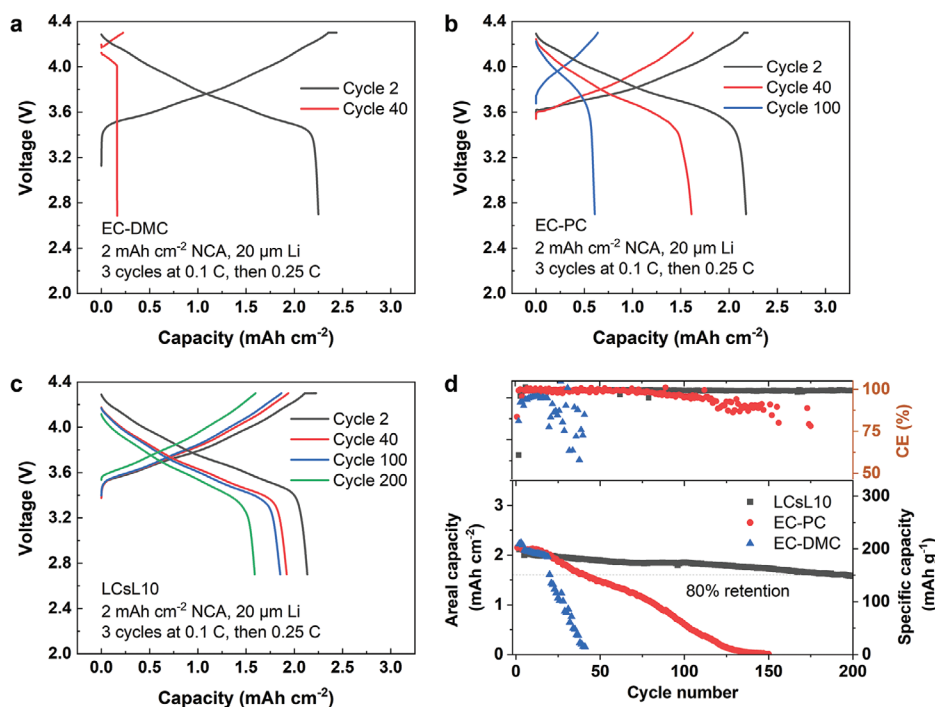 a
4.4
4.0
3.6
3.2
2.8
2.4
2.0
Voltage (V)
Cycle 2
Cycle 40
EC-DMC
2 mAh cm⁻² NCA, 20 μm Li
3 cycles at 0.1 C, then 0.25 C
0.0 0.5 1.0 1.5 2.0 2.5 3.0
Capacity (mAh cm⁻²)
b
4.4
4.0
3.6
3.2
2.8
2.4
2.0
Voltage (V)
Cycle 2
Cycle 40
Cycle 100
EC-PC
2 mAh cm⁻² NCA, 20 μm Li
3 cycles at 0.1 C, then 0.25 C
0.0 0.5 1.0 1.5 2.0 2.5 3.0
Capacity (mAh cm⁻²)
c
4.4
4.0
3.6
3.2
2.8
2.4
2.0
Voltage (V)
Cycle 2
Cycle 40
Cycle 100
Cycle 200
LCsL10
2 mAh cm⁻² NCA, 20 μm Li
3 cycles at 0.1 C, then 0.25 C
0.0 0.5 1.0 1.5 2.0 2.5 3.0
Capacity (mAh cm⁻²)
d
100
75
50
CE (%)
LCsL10
EC-PC
EC-DMC
80% retention
3
2
1
0
Areal capacity
(mAh cm⁻²)
300
200
100
0
Specific capacity
(mAh g⁻¹)
0 50 100 150 200
Cycle number